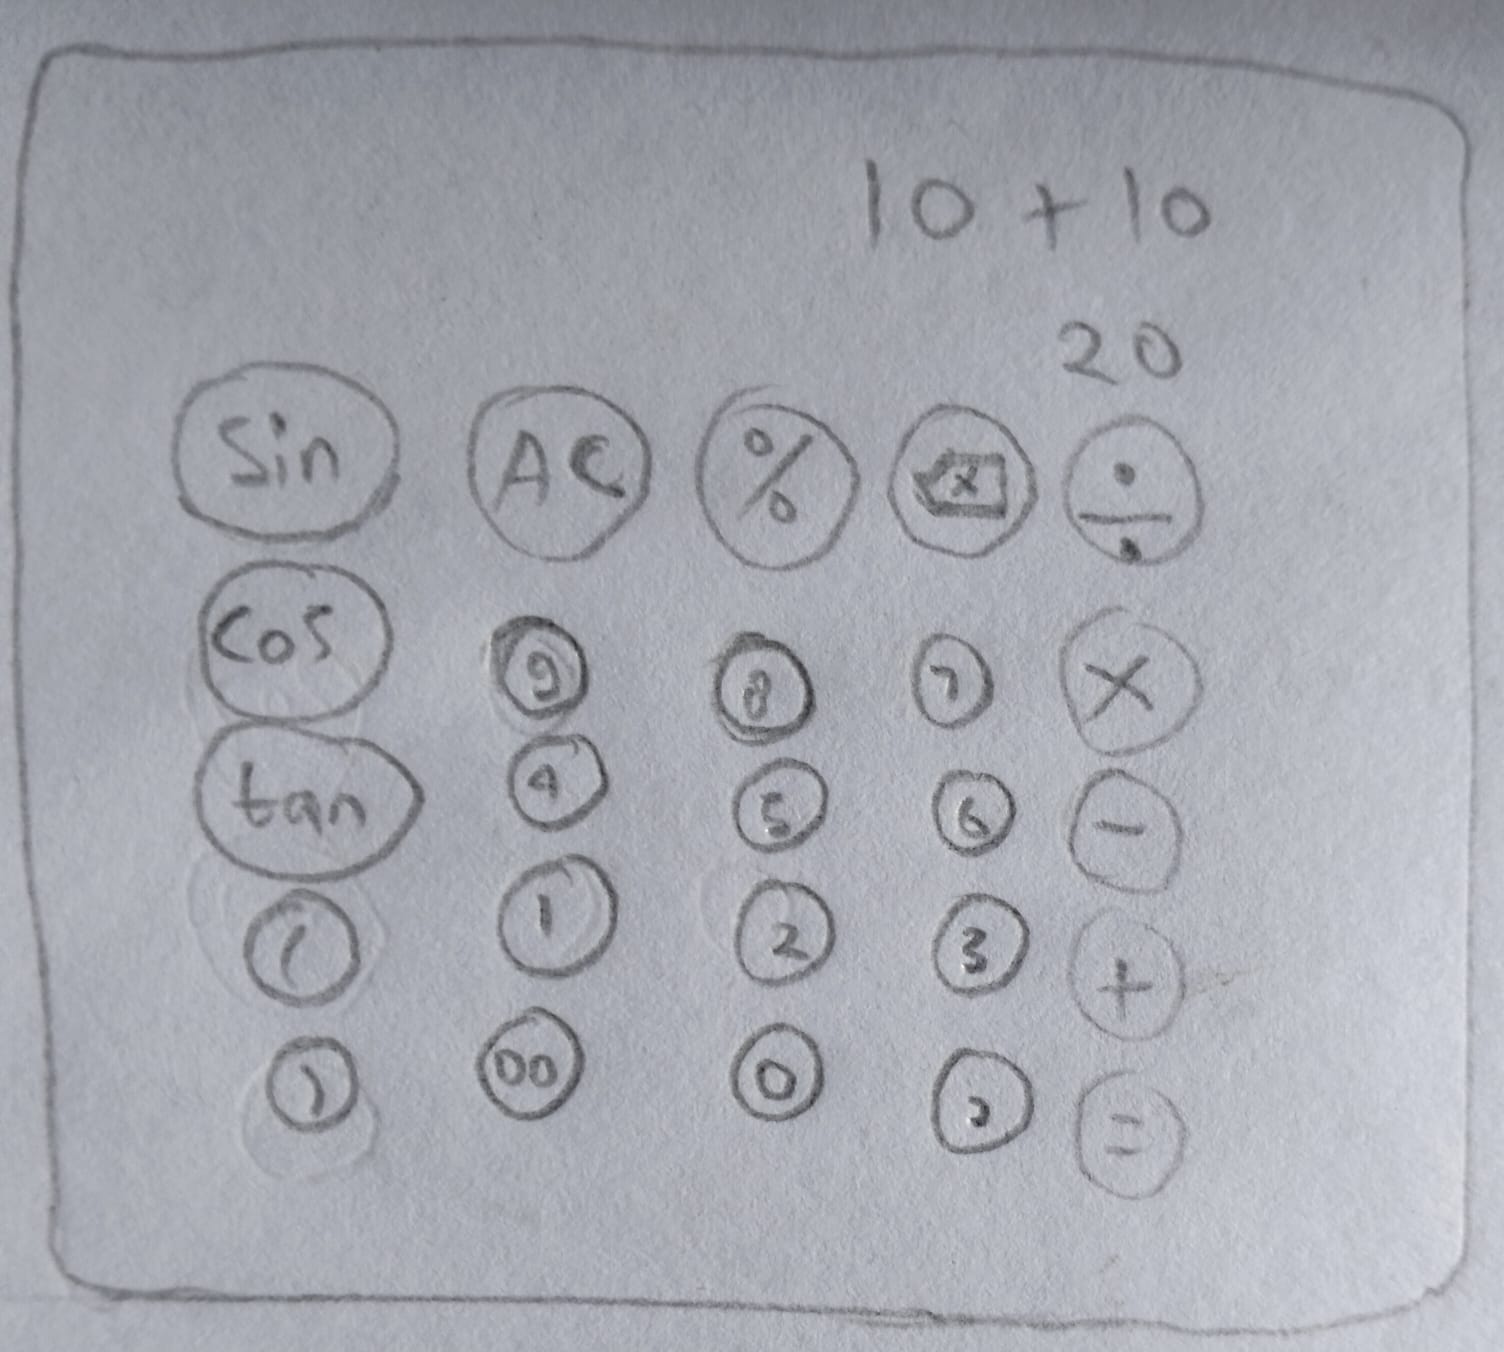 10 + 10
20
Sin AC % x ÷
cos 9 8 7 ×
tan 4 5 6 −
( 1 2 3 +
) 00 0 , =